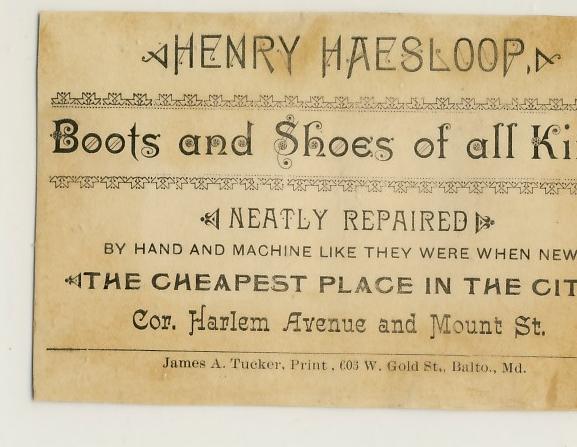 HENRY HAESLOOP,
Boots and Shoes of all Ki
NEATLY REPAIRED
BY HAND AND MACHINE LIKE THEY WERE WHEN NEW
THE CHEAPEST PLACE IN THE CIT
Cor. Harlem Avenue and Mount St.
James A. Tucker, Print, 603 W. Gold St., Balto., Md.